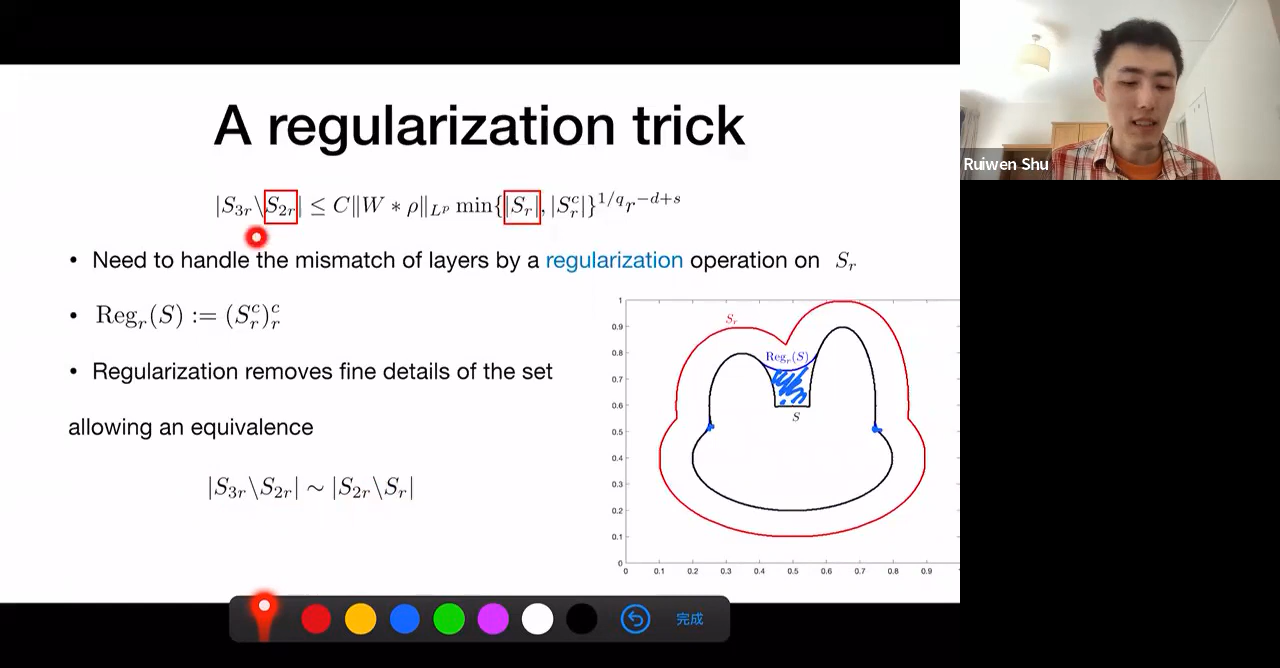 A regularization trick
|S_{3r}\S_{2r}| ≤ C‖W ∗ ρ‖_{L^p} min{|S_r|, |S_r^c|}^{1/q} r^{−d+s}
• Need to handle the mismatch of layers by a regularization operation on S_r
• Reg_r(S) := (S_r^c)_r^c
• Regularization removes fine details of the set
allowing an equivalence
|S_{3r}\S_{2r}| ∼ |S_{2r}\S_r|
1
0.9
0.8
0.7
0.6
0.5
0.4
0.3
0.2
0.1
0
S_r
Reg_r(S)
S
0 0.1 0.2 0.3 0.4 0.5 0.6 0.7 0.8 0.9
完成
Ruiwen Shu